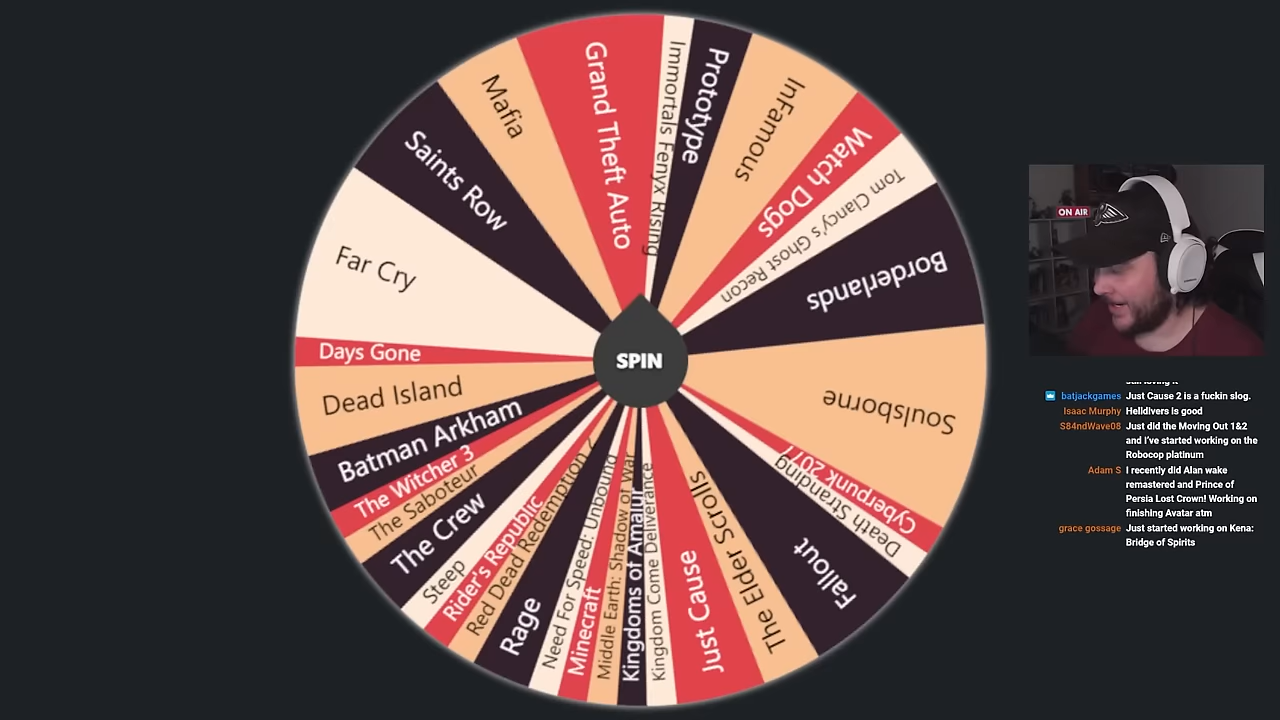 Grand Theft Auto
Immortals Fenyx Rising
Prototype
InFamous
Watch Dogs
Tom Clancy's Ghost Recon
Borderlands
Soulsborne
Cyberpunk 2077
Death Stranding
Fallout
The Elder Scrolls
Just Cause
Kingdom Come Deliverance
Kingdoms of Amalur
Middle Earth: Shadow of War
Minecraft
Need For Speed: Unbound
Rage
Red Dead Redemption 2
Rider's Republic
Steep
The Crew
The Saboteur
The Witcher 3
Batman Arkham
Dead Island
Days Gone
Far Cry
Saints Row
Mafia
SPIN
ON AIR
batjackgames Just Cause 2 is a fuckin slog.
Isaac Murphy Helldivers is good
S84ndWave08 Just did the Moving Out 1&2
and I've started working on the
Robocop platinum
Adam S I recently did Alan wake
remastered and Prince of
Persia Lost Crown! Working on
finishing Avatar atm
grace gossage Just started working on Kena:
Bridge of Spirits